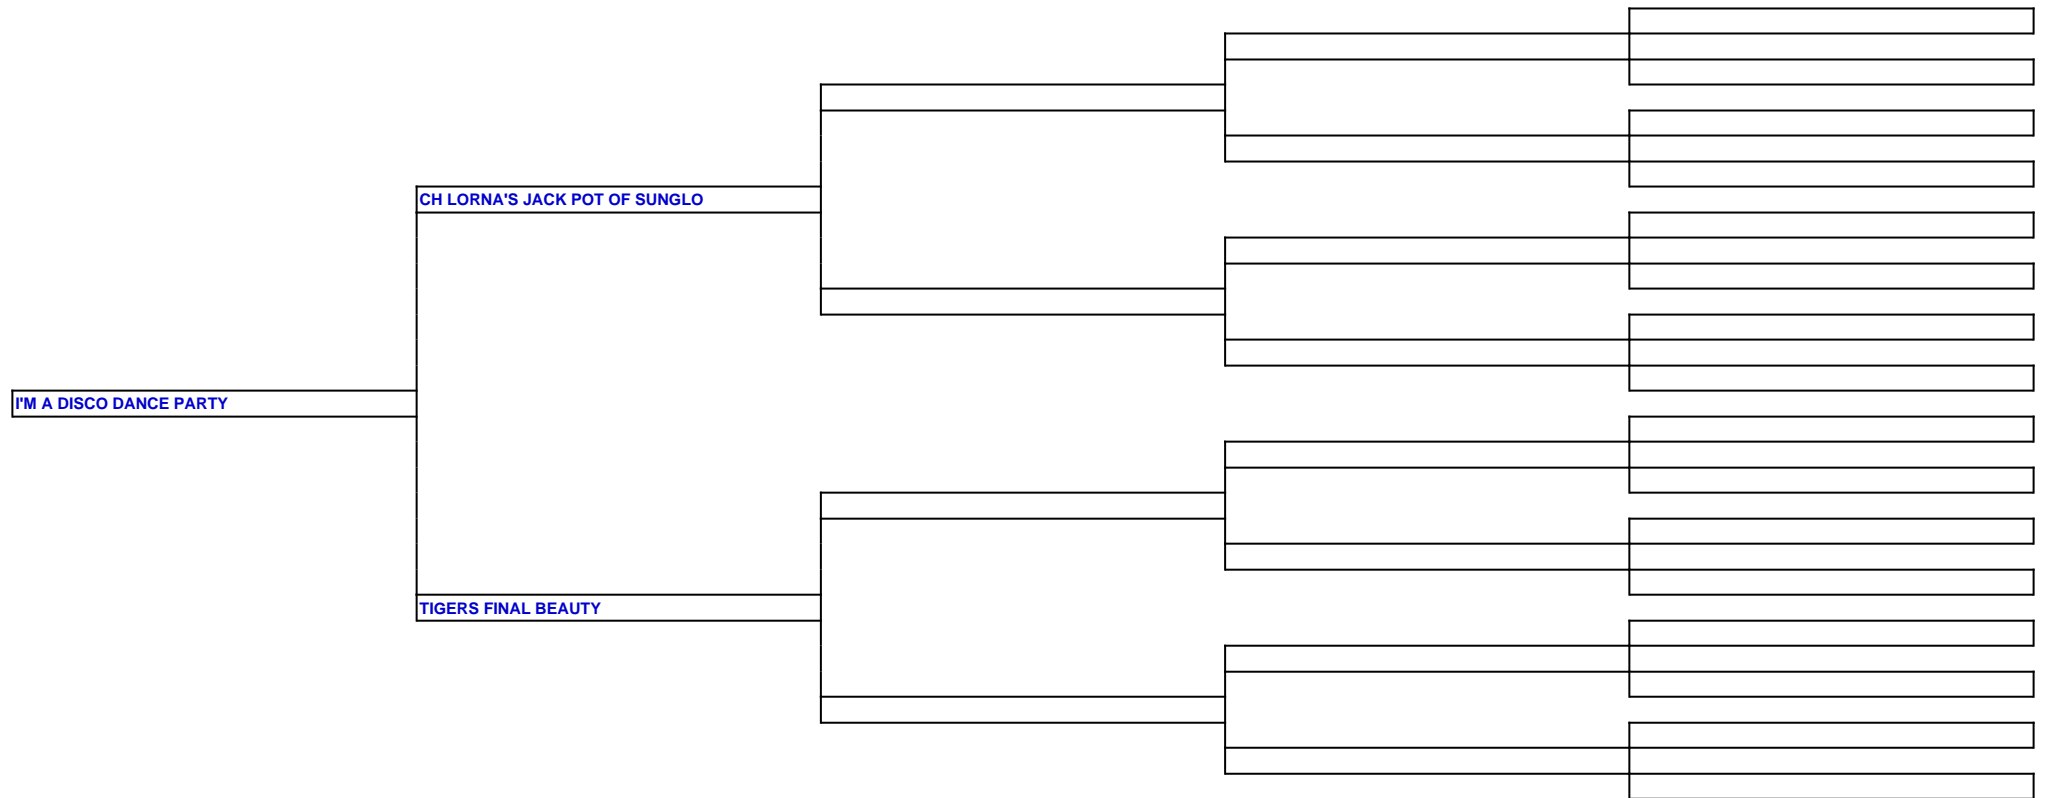 CH LORNA'S JACK POT OF SUNGLO
I'M A DISCO DANCE PARTY
TIGERS FINAL BEAUTY